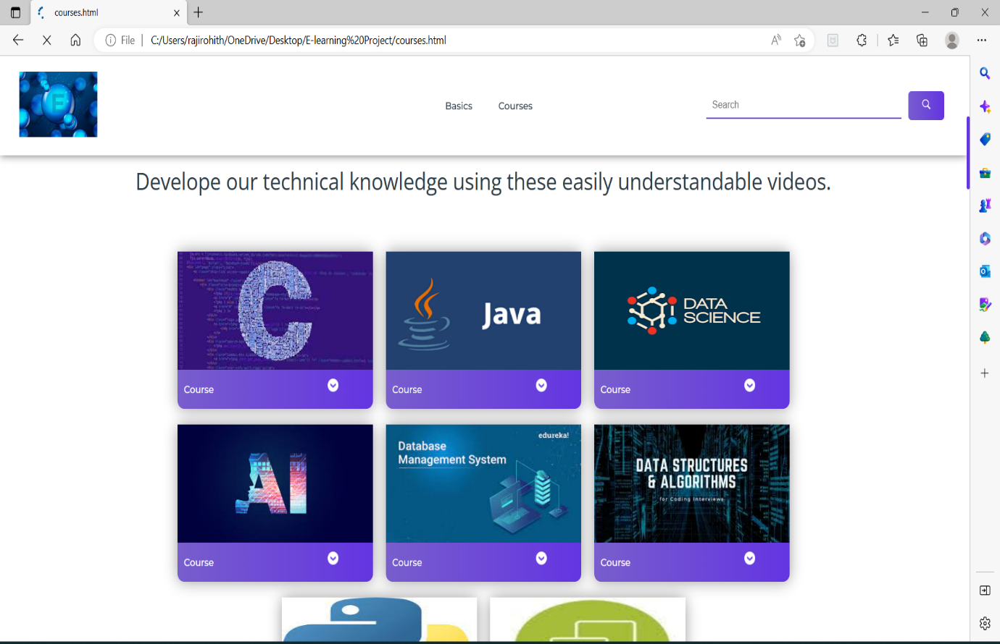 courses.html
File
C:/Users/rajirohith/OneDrive/Desktop/E-learning%20Project/courses.html
E
Basics Courses
Search
Develope our technical knowledge using these easily understandable videos.
C
Java
DATA
SCIENCE
Course
Course
Course
AI
edureka!
Database
Management System
DATA STRUCTURES
& ALGORITHMS
for Coding Interviews
Course
Course
Course